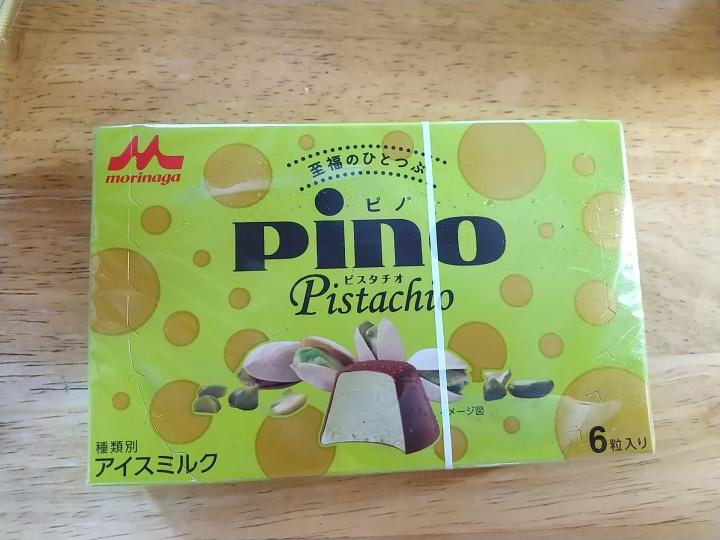 morinaga
至福のひとつぶ
ピノ
pino
ピスタチオ
Pistachio
イメージ図
種類別
アイスミルク
6粒入り